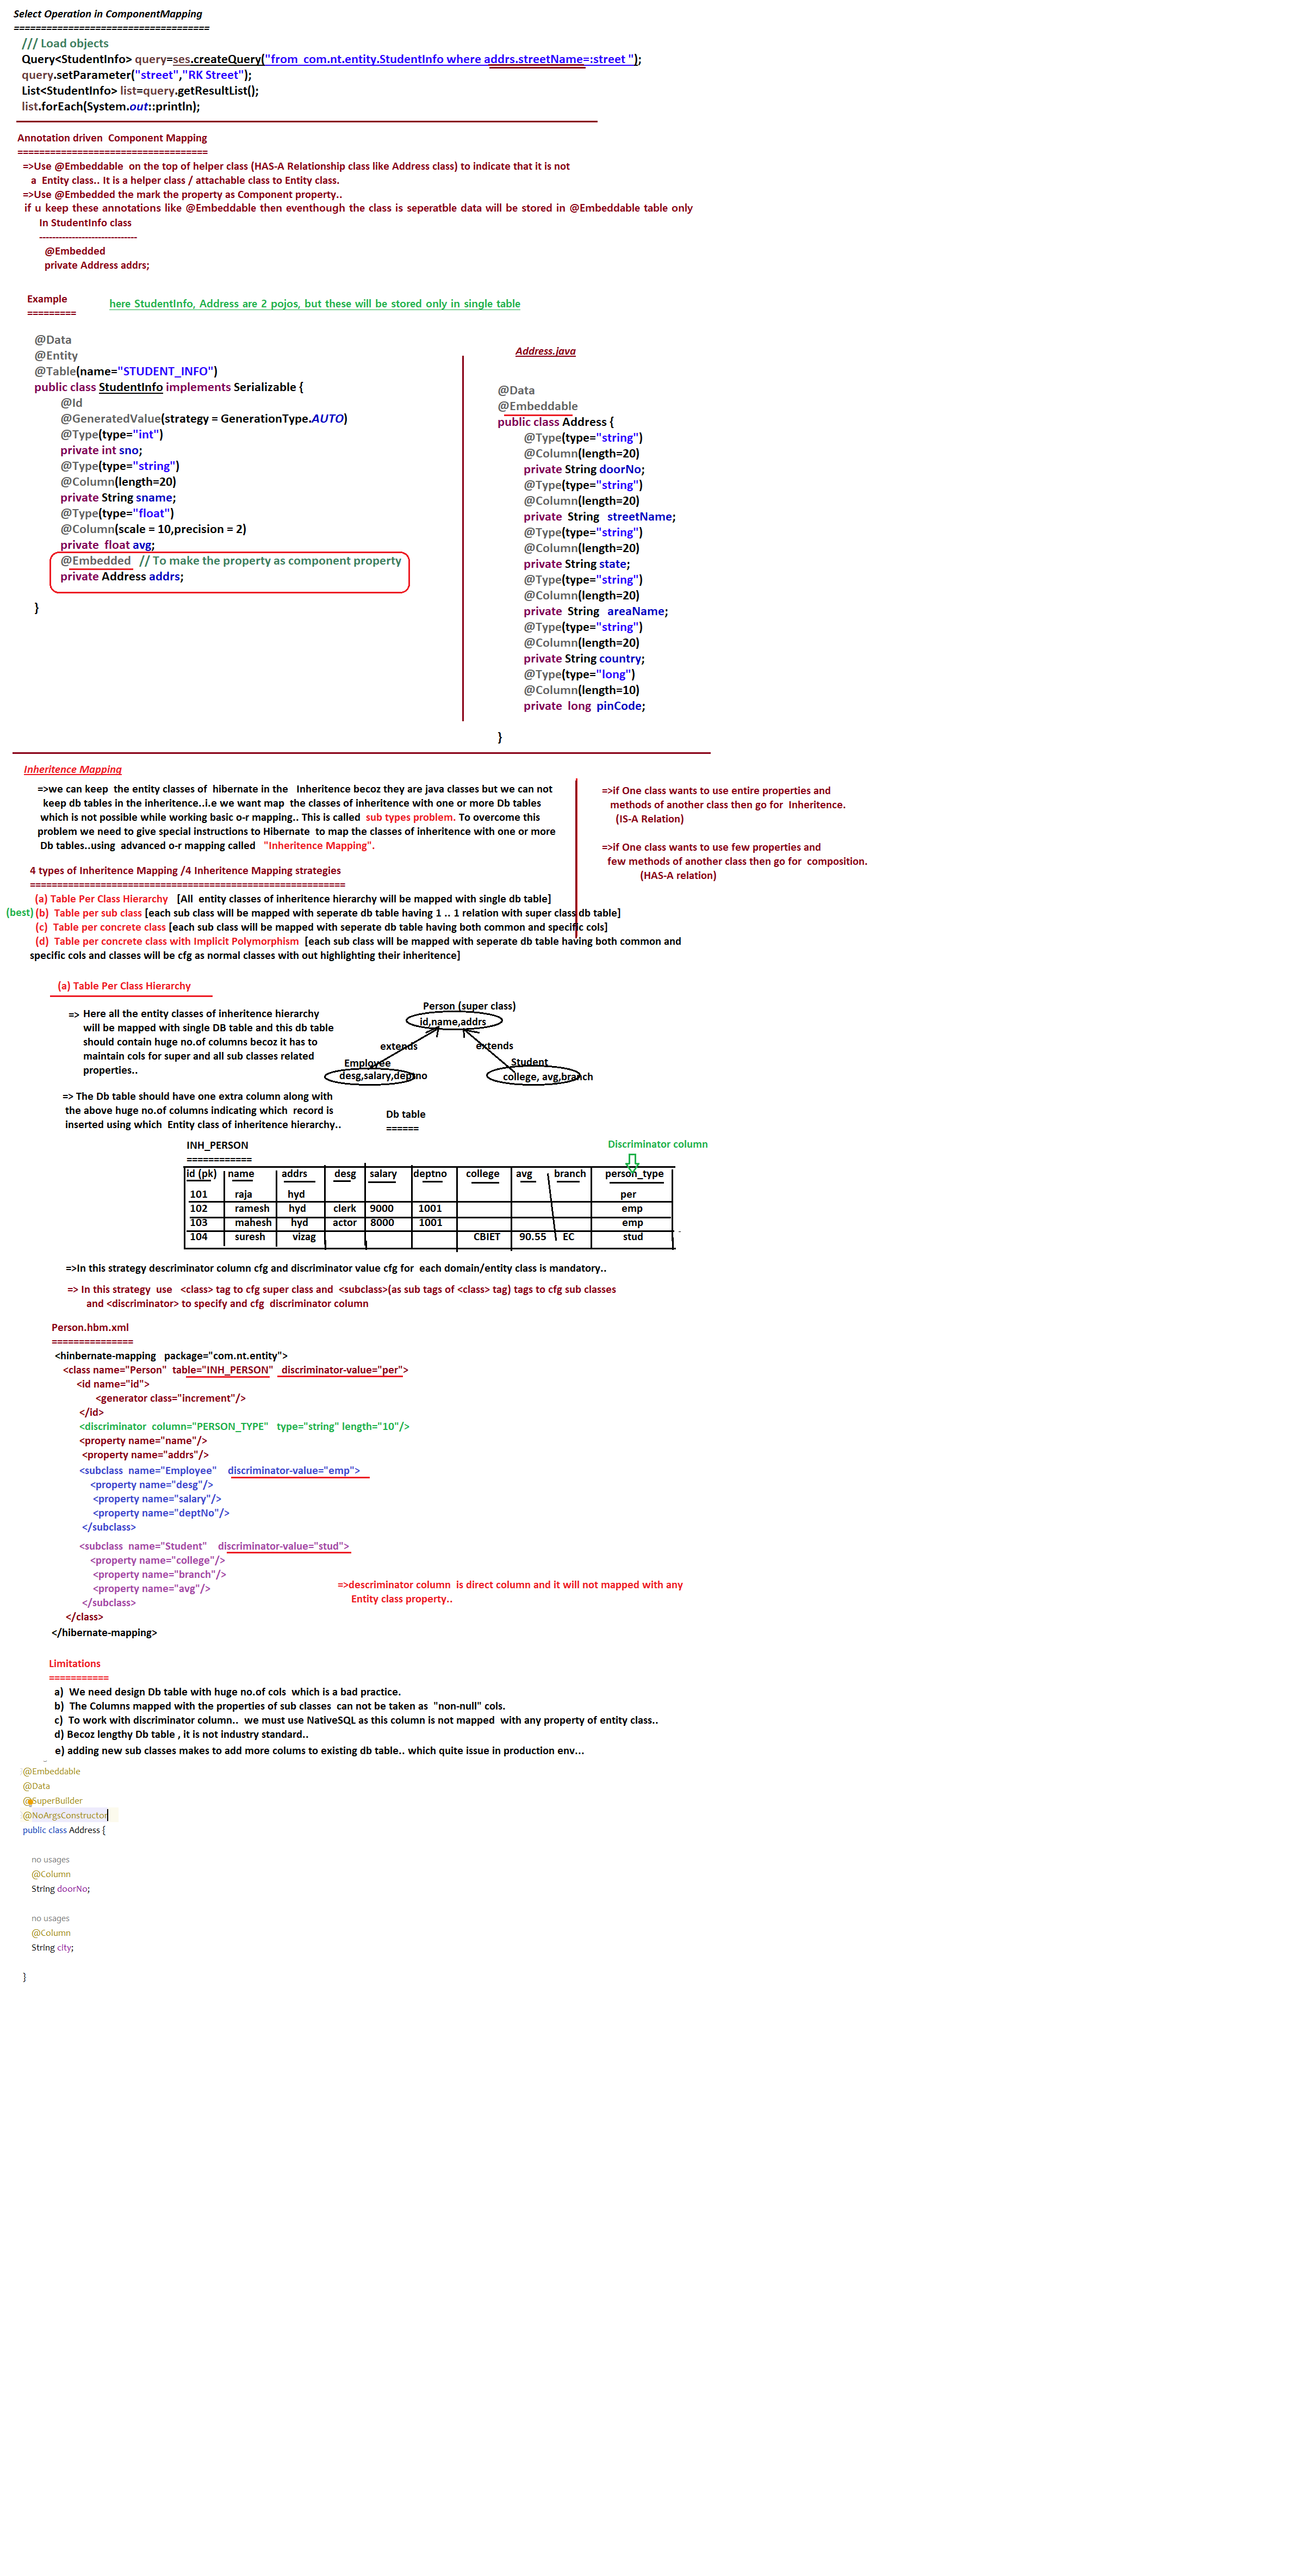 Select Operation in ComponentMapping
====================================
/// Load objects
Query<StudentInfo> query=ses.createQuery("from  com.nt.entity.StudentInfo where addrs.streetName=:street ");
query.setParameter("street","RK Street");
List<StudentInfo> list=query.getResultList();
list.forEach(System.out::println);
Annotation driven  Component Mapping
===================================
=>Use @Embeddable  on the top of helper class (HAS-A Relationship class like Address class) to indicate that it is not
a  Entity class.. It is a helper class / attachable class to Entity class.
=>Use @Embedded the mark the property as Component property..
if u keep these annotations like @Embeddable then eventhough the class is seperatble data will be stored in @Embeddable table only
In StudentInfo class
------------------------------
@Embedded
private Address addrs;
Example
=========
here StudentInfo, Address are 2 pojos, but these will be stored only in single table
@Data
@Entity
@Table(name="STUDENT_INFO")
public class StudentInfo implements Serializable {
@Id
@GeneratedValue(strategy = GenerationType.AUTO)
@Type(type="int")
private int sno;
@Type(type="string")
@Column(length=20)
private String sname;
@Type(type="float")
@Column(scale = 10,precision = 2)
private  float avg;
@Embedded   // To make the property as component property
private Address addrs;
}
Address.java
@Data
@Embeddable
public class Address {
@Type(type="string")
@Column(length=20)
private String doorNo;
@Type(type="string")
@Column(length=20)
private  String   streetName;
@Type(type="string")
@Column(length=20)
private String state;
@Type(type="string")
@Column(length=20)
private  String   areaName;
@Type(type="string")
@Column(length=20)
private String country;
@Type(type="long")
@Column(length=10)
private  long  pinCode;
}
Inheritence Mapping
=>we can keep  the entity classes of  hibernate in the   Inheritence becoz they are java classes but we can not
keep db tables in the inheritence..i.e we want map  the classes of inheritence with one or more Db tables
which is not possible while working basic o-r mapping.. This is called  sub types problem. To overcome this
problem we need to give special instructions to Hibernate  to map the classes of inheritence with one or more
Db tables..using  advanced o-r mapping called   "Inheritence Mapping".
=>if One class wants to use entire properties and
methods of another class then go for  Inheritence.
(IS-A Relation)
=>if One class wants to use few properties and
few methods of another class then go for  composition.
(HAS-A relation)
4 types of Inheritence Mapping /4 Inheritence Mapping strategies
==========================================================
(a) Table Per Class Hierarchy   [All  entity classes of inheritence hierarchy will be mapped with single db table]
(best) (b)  Table per sub class [each sub class will be mapped with seperate db table having 1 .. 1 relation with super class db table]
(c)  Table per concrete class [each sub class will be mapped with seperate db table having both common and specific cols]
(d)  Table per concrete class with Implicit Polymorphism  [each sub class will be mapped with seperate db table having both common and
specific cols and classes will be cfg as normal classes with out highlighting their inheritence]
(a) Table Per Class Hierarchy
=>  Here all the entity classes of inheritence hierarchy
will be mapped with single DB table and this db table
should contain huge no.of columns becoz it has to
maintain cols for super and all sub classes related
properties..
=> The Db table should have one extra column along with
the above huge no.of columns indicating which  record is
inserted using which  Entity class of inheritence hierarchy..
Person (super class)
id,name,addrs
extends extends
Employee Student
desg,salary,deptno college, avg,branch
Db table
======
INH_PERSON
============
Discriminator column
id (pk) name addrs desg salary deptno college avg branch person_type
101 raja hyd per
102 ramesh hyd clerk 9000 1001 emp
103 mahesh hyd actor 8000 1001 emp
104 suresh vizag CBIET 90.55 EC stud
=>In this strategy descriminator column cfg and discriminator value cfg for  each domain/entity class is mandatory..
=> In this strategy  use   <class> tag to cfg super class and  <subclass>(as sub tags of <class> tag) tags to cfg sub classes
and <discriminator> to specify and cfg  discriminator column
Person.hbm.xml
===============
<hinbernate-mapping   package="com.nt.entity">
<class name="Person"  table="INH_PERSON"   discriminator-value="per">
<id name="id">
<generator class="increment"/>
</id>
<discriminator  column="PERSON_TYPE"   type="string" length="10"/>
<property name="name"/>
<property name="addrs"/>
<subclass  name="Employee"    discriminator-value="emp">
<property name="desg"/>
<property name="salary"/>
<property name="deptNo"/>
</subclass>
<subclass  name="Student"    discriminator-value="stud">
<property name="college"/>
<property name="branch"/>
<property name="avg"/>
</subclass>
</class>
</hibernate-mapping>
=>descriminator column  is direct column and it will not mapped with any
Entity class property..
Limitations
===========
a)  We need design Db table with huge no.of cols  which is a bad practice.
b)  The Columns mapped with the properties of sub classes  can not be taken as  "non-null" cols.
c)  To work with discriminator column..  we must use NativeSQL as this column is not mapped  with any property of entity class..
d) Becoz lengthy Db table , it is not industry standard..
e) adding new sub classes makes to add more colums to existing db table.. which quite issue in production env...
@Embeddable
@Data
@SuperBuilder
@NoArgsConstructor
public class Address {
no usages
@Column
String doorNo;
no usages
@Column
String city;
}